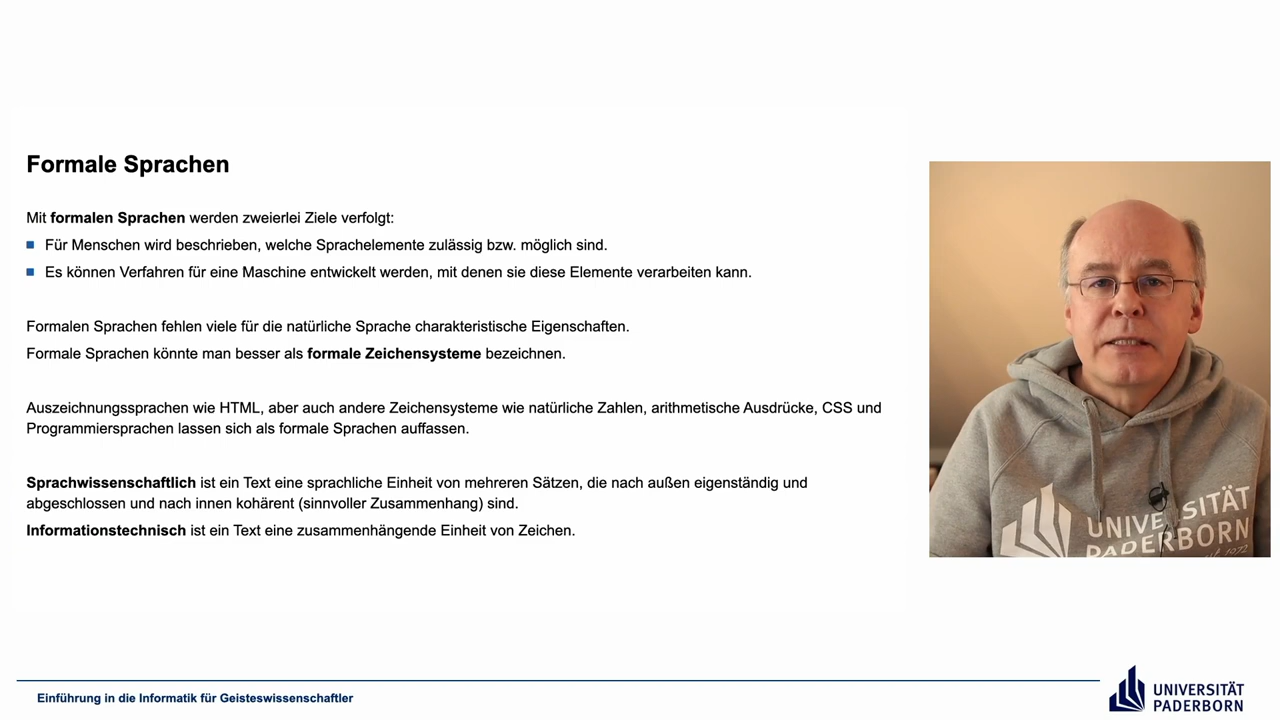 Formale Sprachen
Mit formalen Sprachen werden zweierlei Ziele verfolgt:
Für Menschen wird beschrieben, welche Sprachelemente zulässig bzw. möglich sind.
Es können Verfahren für eine Maschine entwickelt werden, mit denen sie diese Elemente verarbeiten kann.
Formalen Sprachen fehlen viele für die natürliche Sprache charakteristische Eigenschaften.
Formale Sprachen könnte man besser als formale Zeichensysteme bezeichnen.
Auszeichnungssprachen wie HTML, aber auch andere Zeichensysteme wie natürliche Zahlen, arithmetische Ausdrücke, CSS und
Programmiersprachen lassen sich als formale Sprachen auffassen.
Sprachwissenschaftlich ist ein Text eine sprachliche Einheit von mehreren Sätzen, die nach außen eigenständig und
abgeschlossen und nach innen kohärent (sinnvoller Zusammenhang) sind.
Informationstechnisch ist ein Text eine zusammenhängende Einheit von Zeichen.
UNIVERSITÄT
PADERBORN
1972
Einführung in die Informatik für Geisteswissenschaftler
UNIVERSITÄT
PADERBORN